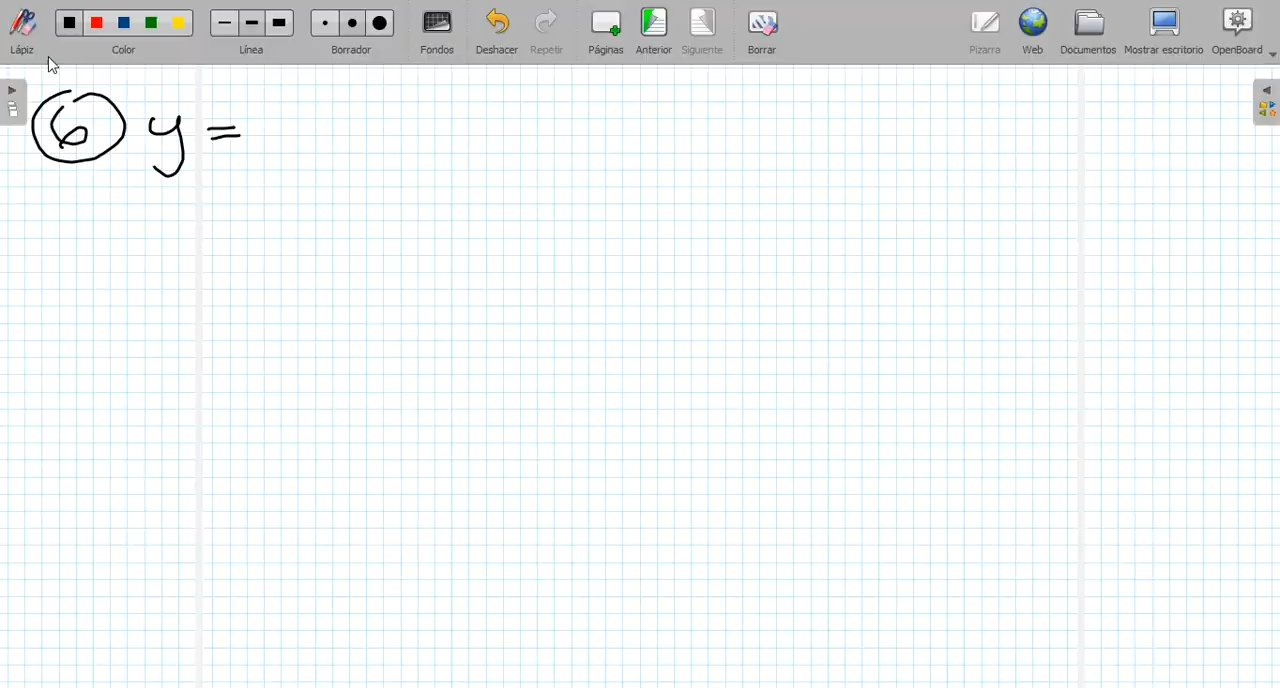 Lápiz Color Línea Borrador Fondos Deshacer Repetir Páginas Anterior Siguiente Borrar Pizarra Web Documentos Mostrar escritorio OpenBoard
6 y =